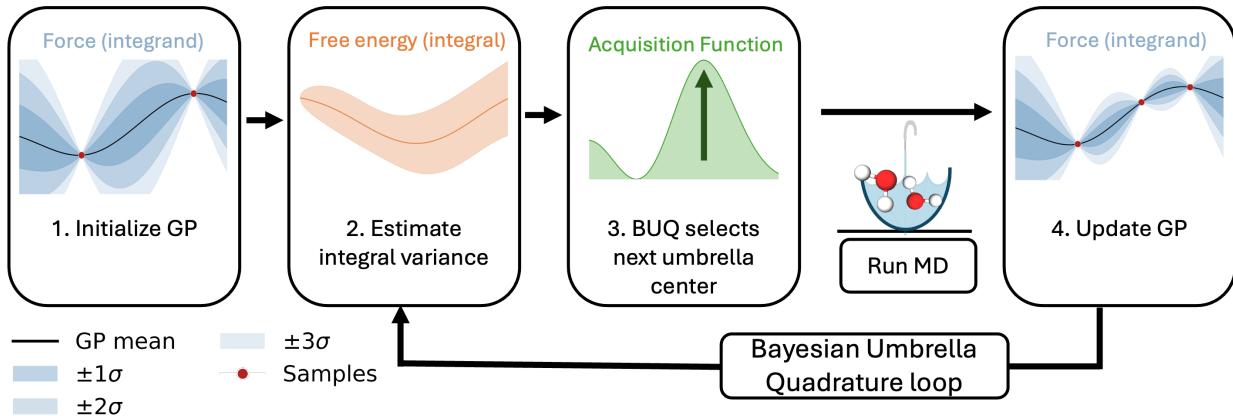 Force (integrand)
1. Initialize GP
Free energy (integral)
2. Estimate
integral variance
Acquisition Function
3. BUQ selects
next umbrella
center
Run MD
Force (integrand)
4. Update GP
GP mean
±1σ
±2σ
±3σ
Samples
Bayesian Umbrella
Quadrature loop